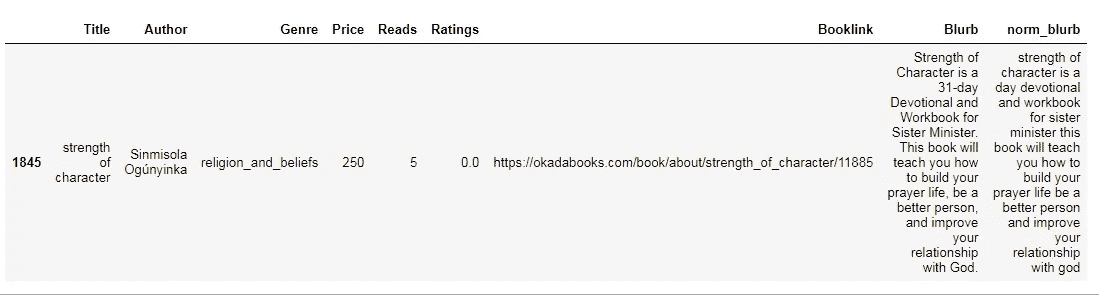 Title Author Genre Price Reads Ratings Booklink Blurb norm_blurb
1845
strength
of
character
Sinmisola
Ogúnyinka
religion_and_beliefs
250
5
0.0
https://okadabooks.com/book/about/strength_of_character/11885
Strength of
Character is a
31-day
Devotional and
Workbook for
Sister Minister.
This book will
teach you how
to build your
prayer life, be a
better person,
and improve
your
relationship
with God.
strength of
character is a
day devotional
and workbook
for sister
minister this
book will teach
you how to
build your
prayer life be a
better person
and improve
your
relationship
with god